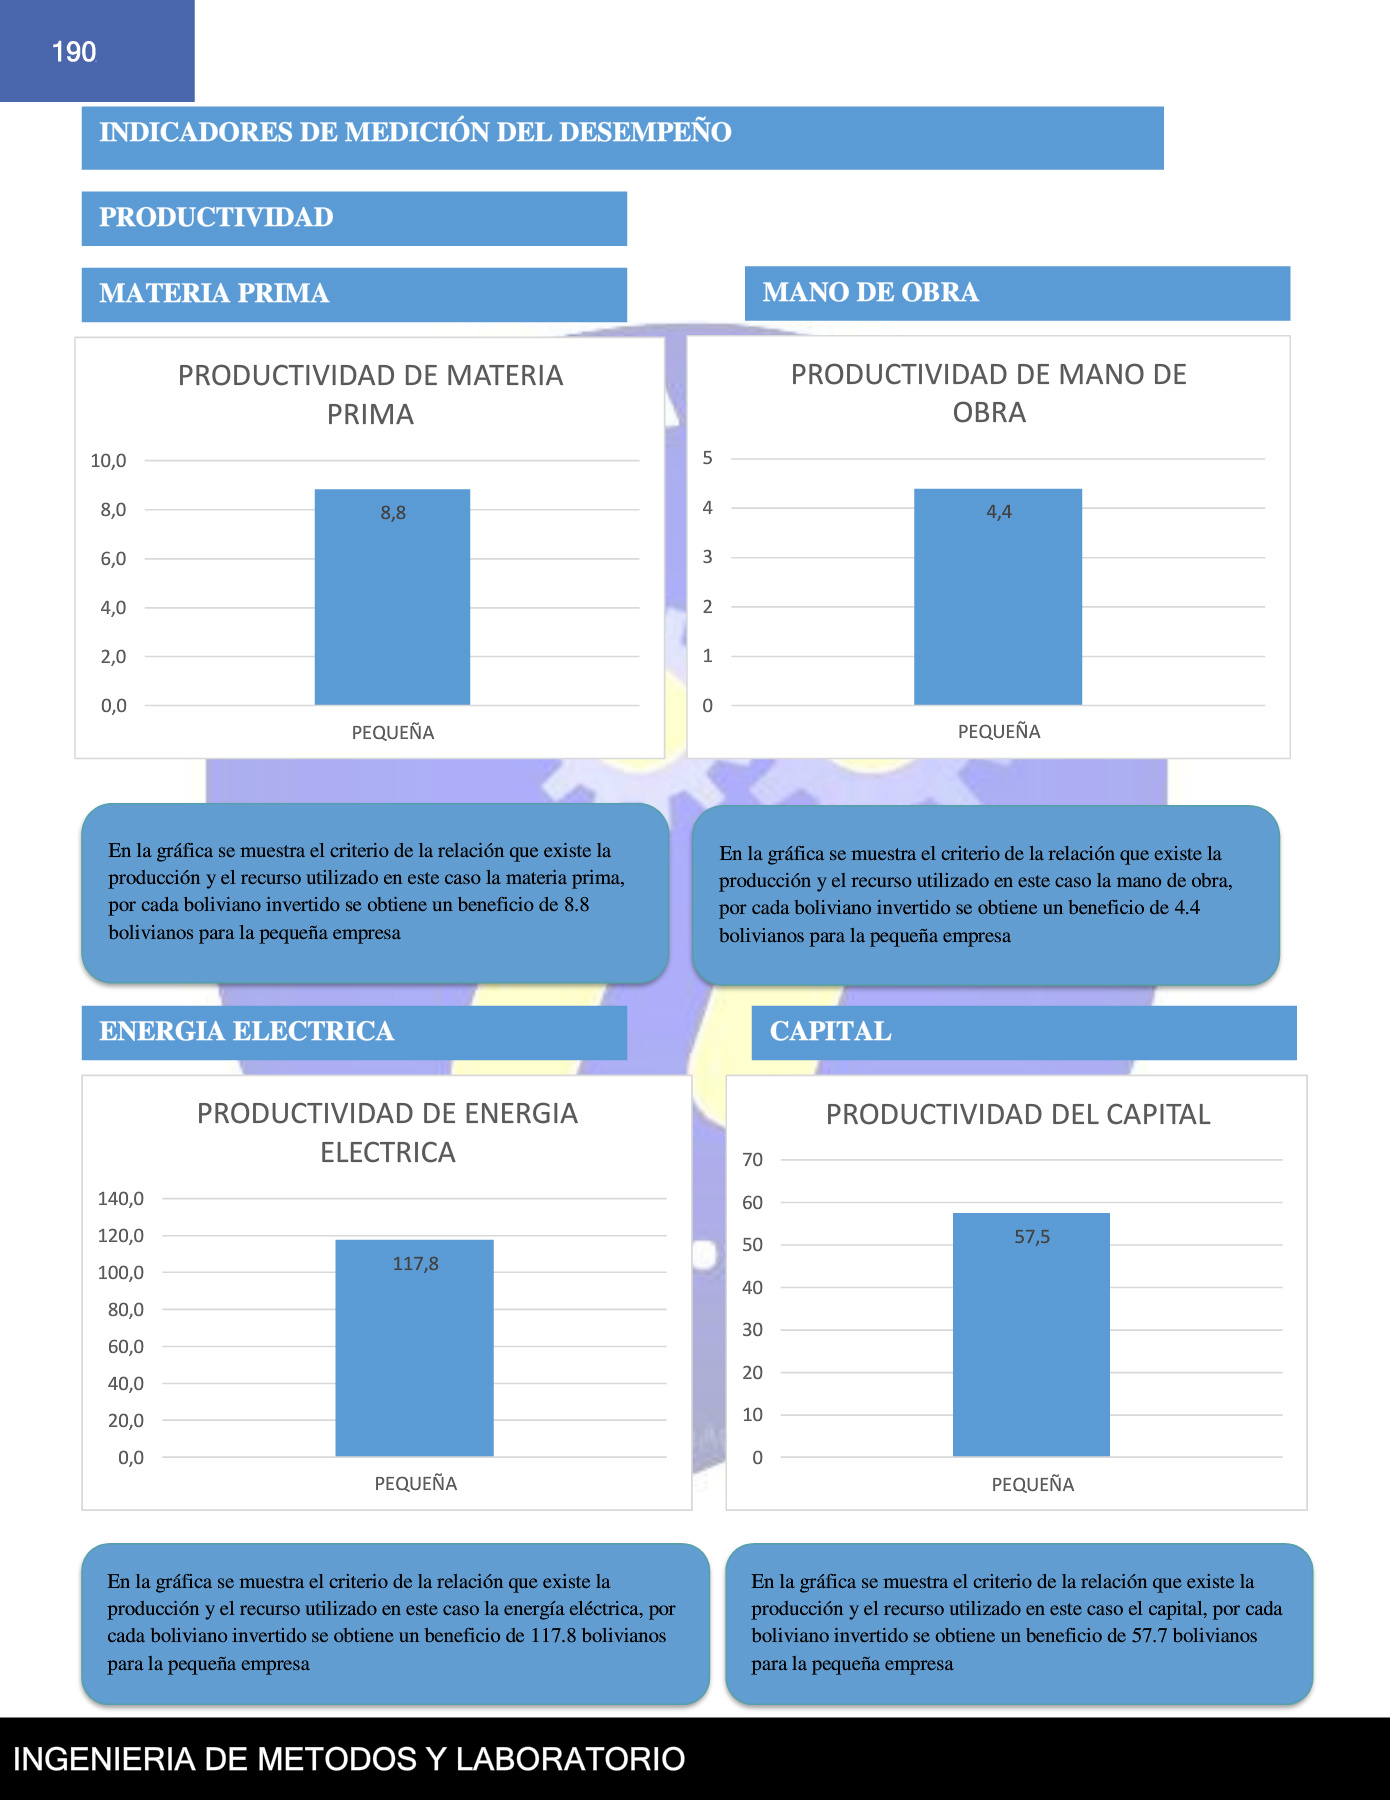 190
INDICADORES DE MEDICIÓN DEL DESEMPEÑO
PRODUCTIVIDAD
MATERIA PRIMA
MANO DE OBRA
PRODUCTIVIDAD DE MATERIA
PRIMA
10,0
8,0
6,0
4,0
2,0
0,0
8,8
PEQUEÑA
PRODUCTIVIDAD DE MANO DE
OBRA
5
4
3
2
1
0
4,4
PEQUEÑA
En la gráfica se muestra el criterio de la relación que existe la
producción y el recurso utilizado en este caso la materia prima,
por cada boliviano invertido se obtiene un beneficio de 8.8
bolivianos para la pequeña empresa
En la gráfica se muestra el criterio de la relación que existe la
producción y el recurso utilizado en este caso la mano de obra,
por cada boliviano invertido se obtiene un beneficio de 4.4
bolivianos para la pequeña empresa
ENERGIA ELECTRICA
CAPITAL
PRODUCTIVIDAD DE ENERGIA
ELECTRICA
140,0
120,0
100,0
80,0
60,0
40,0
20,0
0,0
117,8
PEQUEÑA
PRODUCTIVIDAD DEL CAPITAL
70
60
50
40
30
20
10
0
57,5
PEQUEÑA
En la gráfica se muestra el criterio de la relación que existe la
producción y el recurso utilizado en este caso la energía eléctrica, por
cada boliviano invertido se obtiene un beneficio de 117.8 bolivianos
para la pequeña empresa
En la gráfica se muestra el criterio de la relación que existe la
producción y el recurso utilizado en este caso el capital, por cada
boliviano invertido se obtiene un beneficio de 57.7 bolivianos
para la pequeña empresa
INGENIERIA DE METODOS Y LABORATORIO